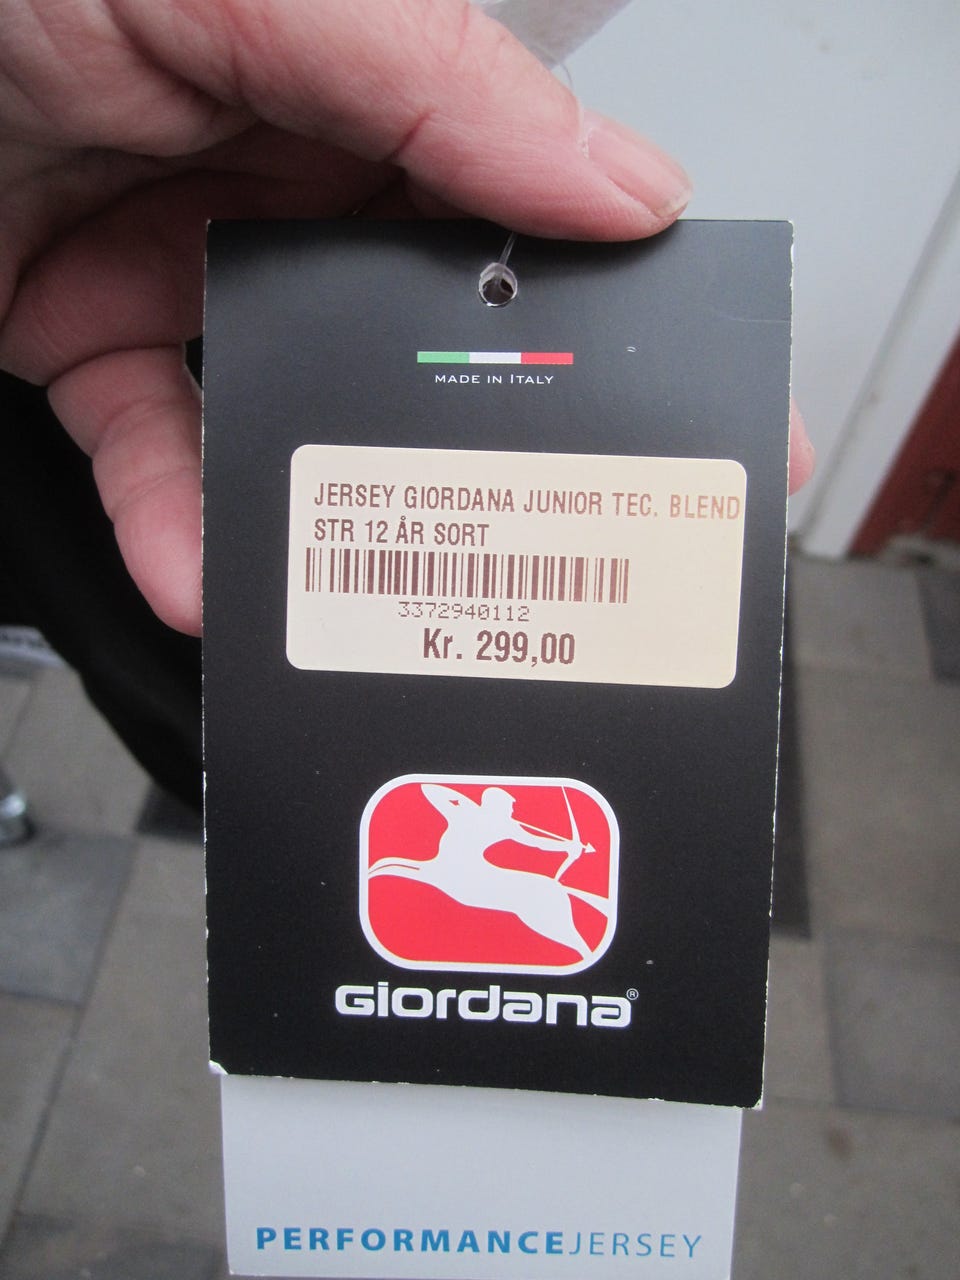 MADE IN ITALY
JERSEY GIORDANA JUNIOR TEC. BLEND
STR 12 ÅR SORT
3372940112
Kr. 299,00
GIORDANA®
PERFORMANCEJERSEY